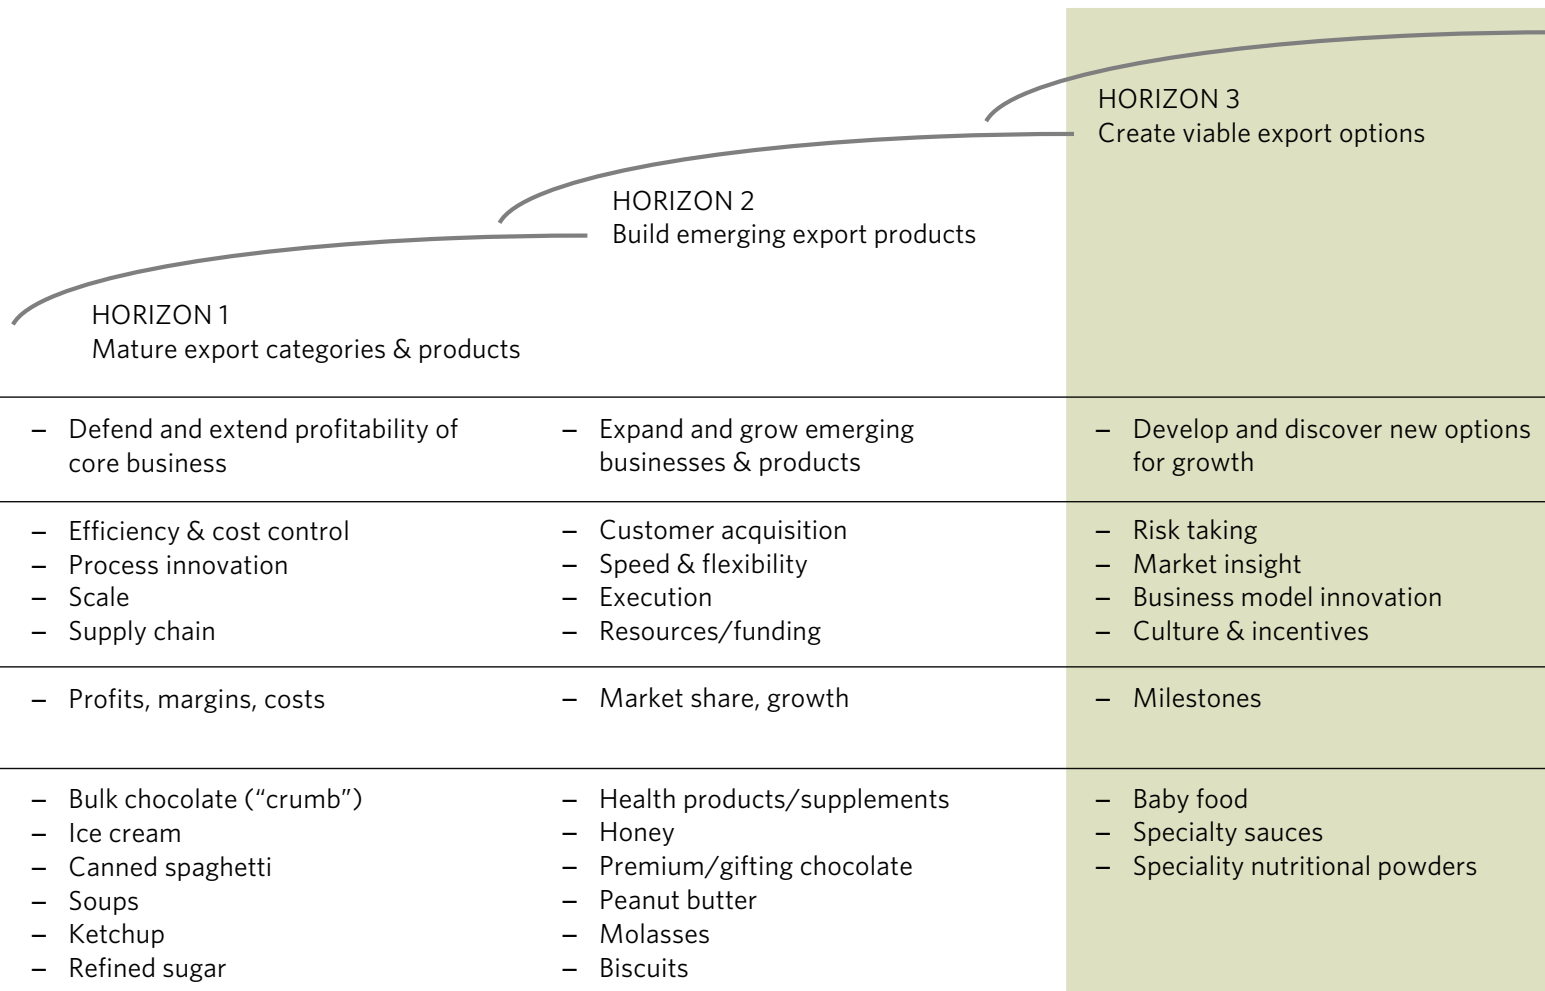 HORIZON 3
Create viable export options
HORIZON 2
Build emerging export products
HORIZON 1
Mature export categories & products
– Defend and extend profitability of
core business
– Expand and grow emerging
businesses & products
– Develop and discover new options
for growth
– Efficiency & cost control
– Process innovation
– Scale
– Supply chain
– Customer acquisition
– Speed & flexibility
– Execution
– Resources/funding
– Risk taking
– Market insight
– Business model innovation
– Culture & incentives
– Profits, margins, costs
– Market share, growth
– Milestones
– Bulk chocolate (“crumb”)
– Ice cream
– Canned spaghetti
– Soups
– Ketchup
– Refined sugar
– Health products/supplements
– Honey
– Premium/gifting chocolate
– Peanut butter
– Molasses
– Biscuits
– Baby food
– Specialty sauces
– Speciality nutritional powders